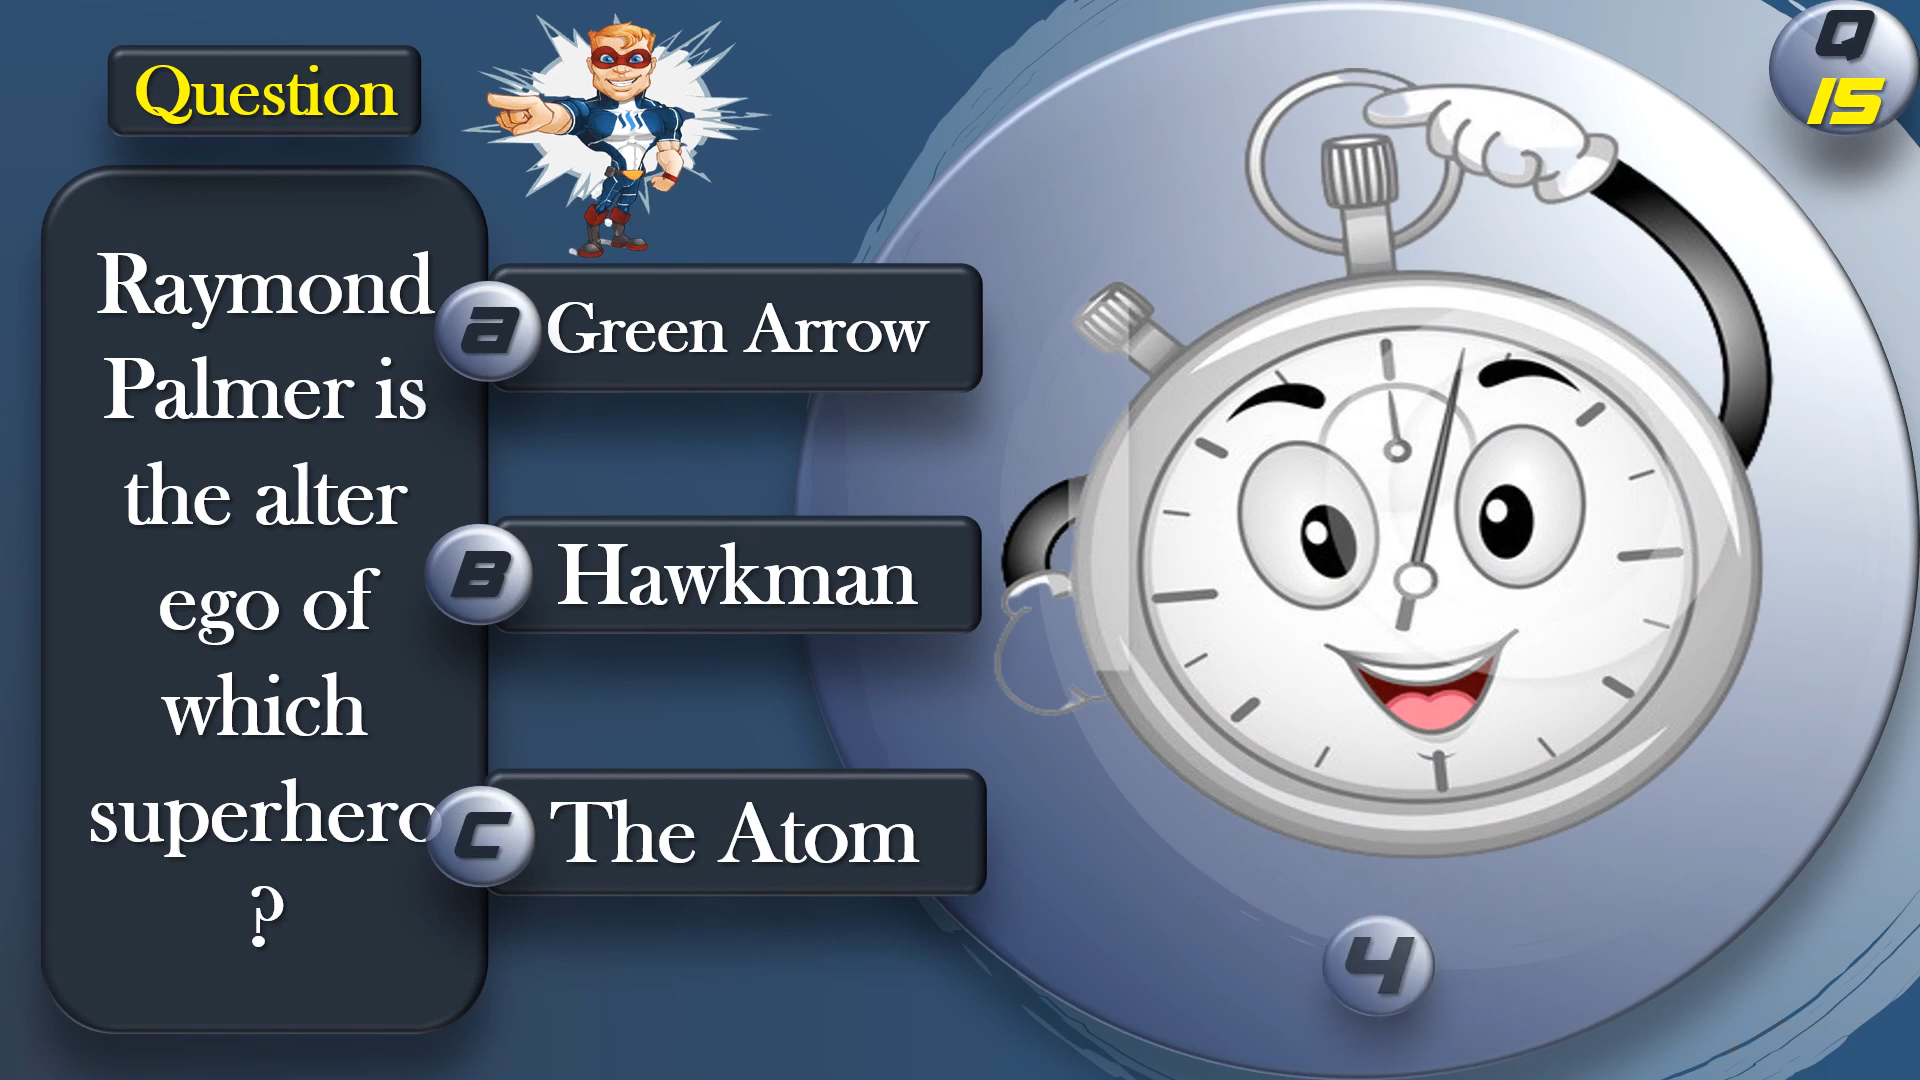 Question
Q
15
Raymond
Palmer is
the alter
ego of
which
superhero
?
a Green Arrow
B Hawkman
C The Atom
4